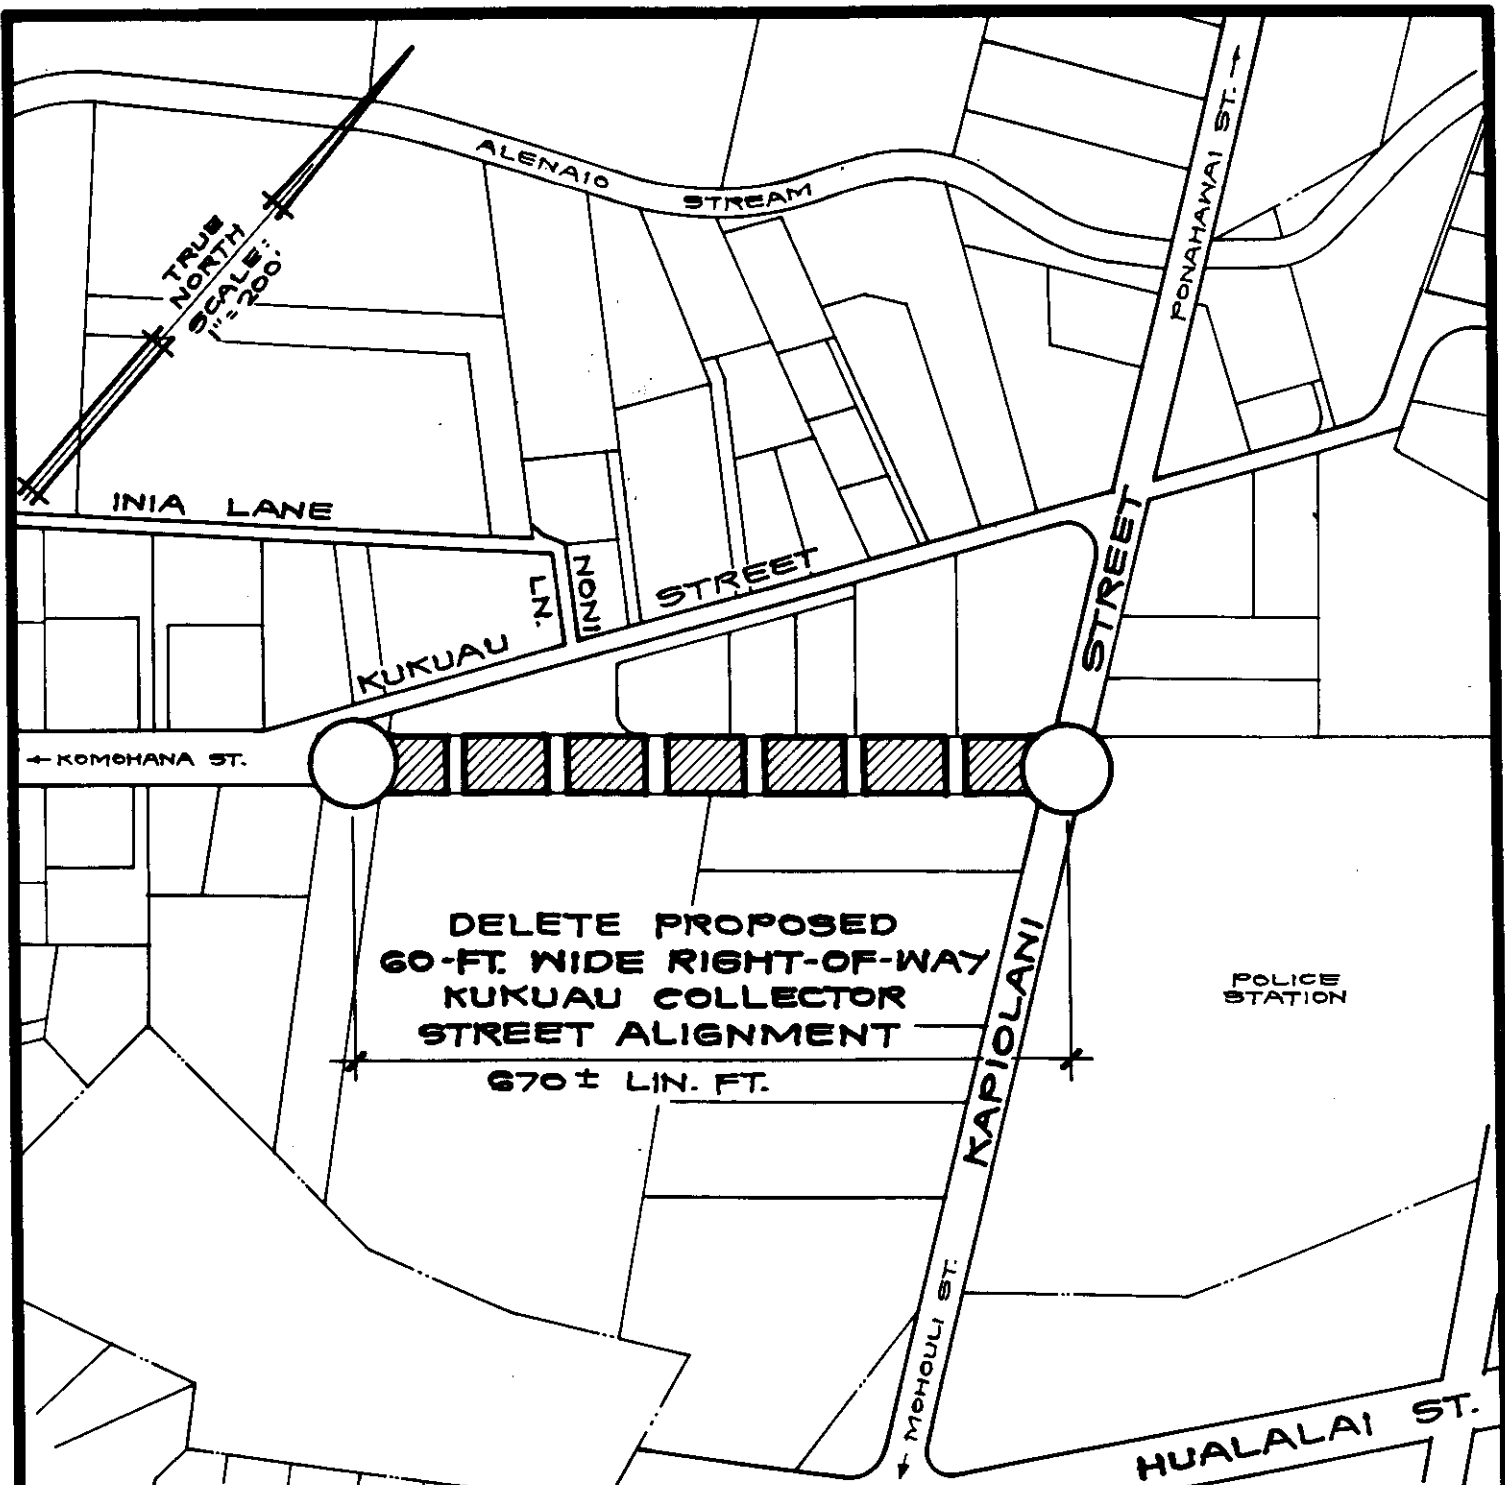 ALENAIO STREAM
PONAHAWAI ST. →
TRUE
NORTH
SCALE:
1"=200'
INIA LANE
NONI
LN.
KUKUAU STREET
STREET
← KOMOHANA ST.
DELETE PROPOSED
60-FT. WIDE RIGHT-OF-WAY
KUKUAU COLLECTOR
STREET ALIGNMENT
670± LIN. FT.
KAPIOLANI
POLICE
STATION
← MOHOULI ST.
HUALALAI ST.